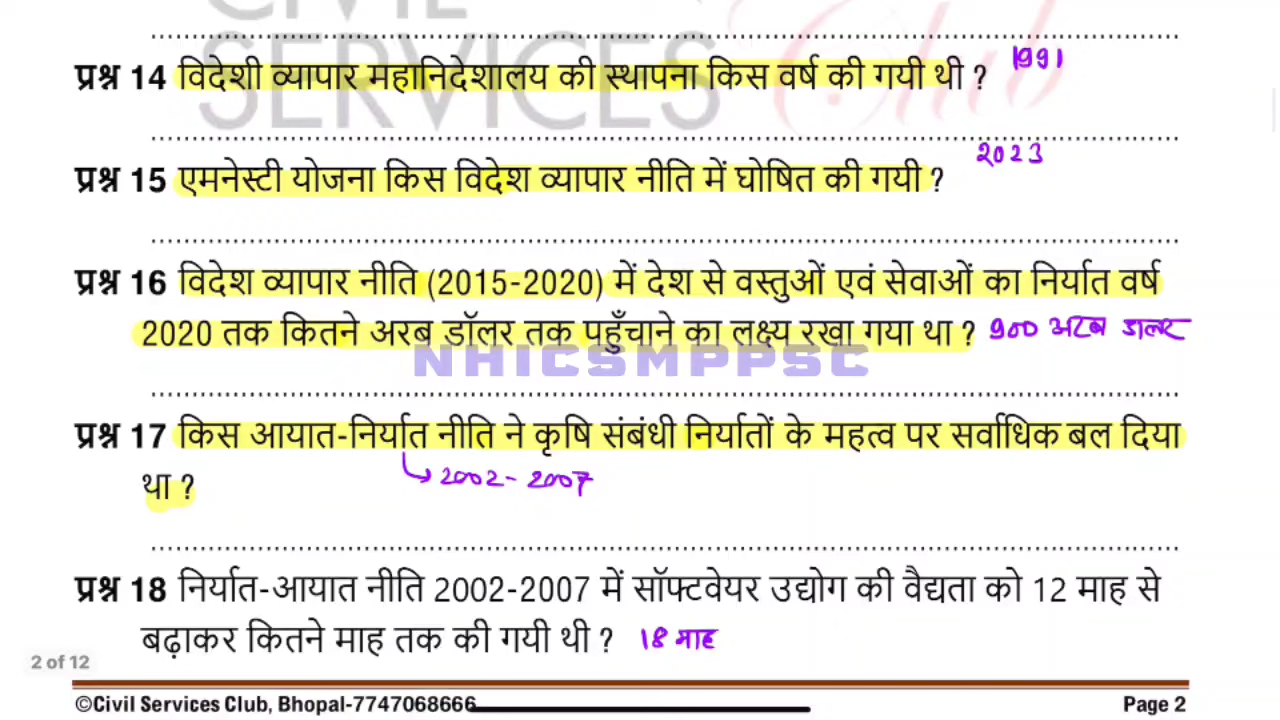 CIVIL
SERVICES
Club
प्रश्न 14 विदेशी व्यापार महानिदेशालय की स्थापना किस वर्ष की गयी थी ? 1991
प्रश्न 15 एमनेस्टी योजना किस विदेश व्यापार नीति में घोषित की गयी ? 2023
प्रश्न 16 विदेश व्यापार नीति (2015-2020) में देश से वस्तुओं एवं सेवाओं का निर्यात वर्ष
2020 तक कितने अरब डॉलर तक पहुँचाने का लक्ष्य रखा गया था ? 900 अरब डालर
NHICSMPPSC
प्रश्न 17 किस आयात-निर्यात नीति ने कृषि संबंधी निर्यातों के महत्व पर सर्वाधिक बल दिया
था ? 2002-2007
प्रश्न 18 निर्यात-आयात नीति 2002-2007 में सॉफ्टवेयर उद्योग की वैद्यता को 12 माह से
बढ़ाकर कितने माह तक की गयी थी ? 18 माह
2 of 12
©Civil Services Club, Bhopal-7747068666 Page 2